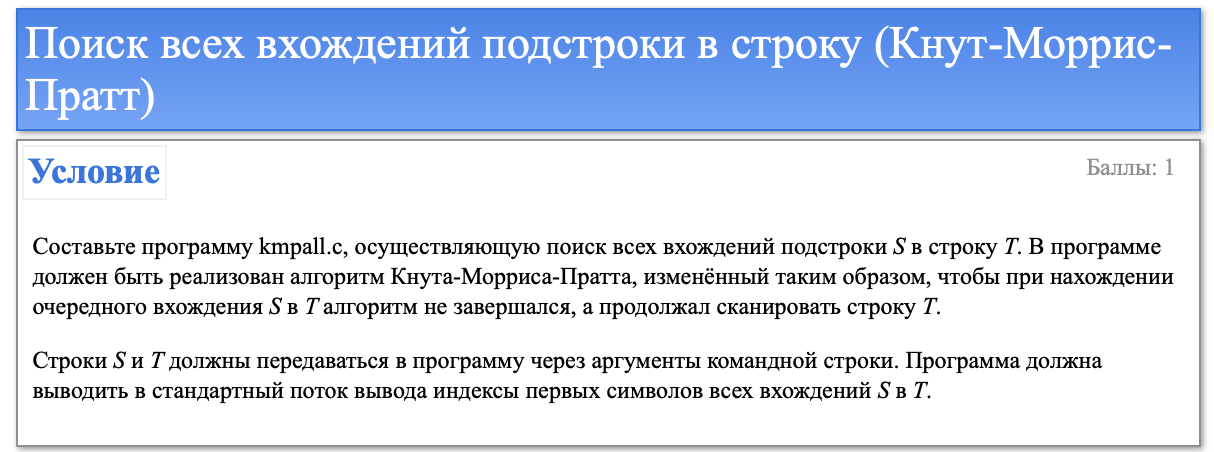 Поиск всех вхождений подстроки в строку (Кнут-Моррис-
Пратт)
Условие
Баллы: 1
Составьте программу kmpall.c, осуществляющую поиск всех вхождений подстроки S в строку T. В программе
должен быть реализован алгоритм Кнута-Морриса-Пратта, изменённый таким образом, чтобы при нахождении
очередного вхождения S в T алгоритм не завершался, а продолжал сканировать строку T.
Строки S и T должны передаваться в программу через аргументы командной строки. Программа должна
выводить в стандартный поток вывода индексы первых символов всех вхождений S в T.